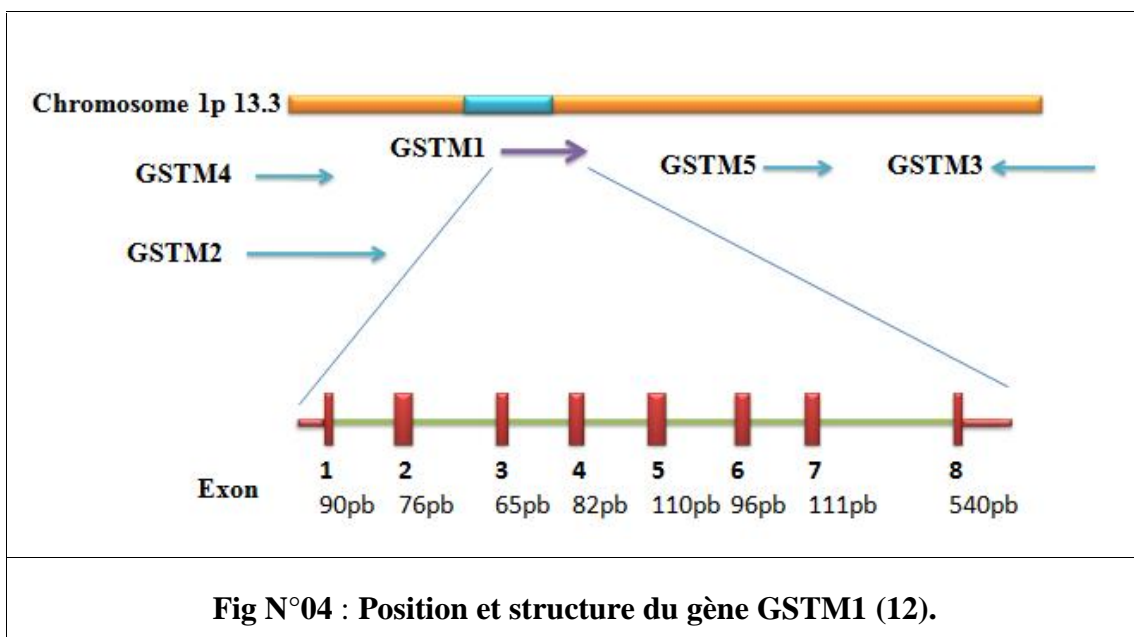 Chromosome 1p 13.3
GSTM1
GSTM4
GSTM5
GSTM3
GSTM2
1 2 3 4 5 6 7 8
Exon
90pb 76pb 65pb 82pb 110pb 96pb 111pb 540pb
Fig N°04 : Position et structure du gène GSTM1 (12).